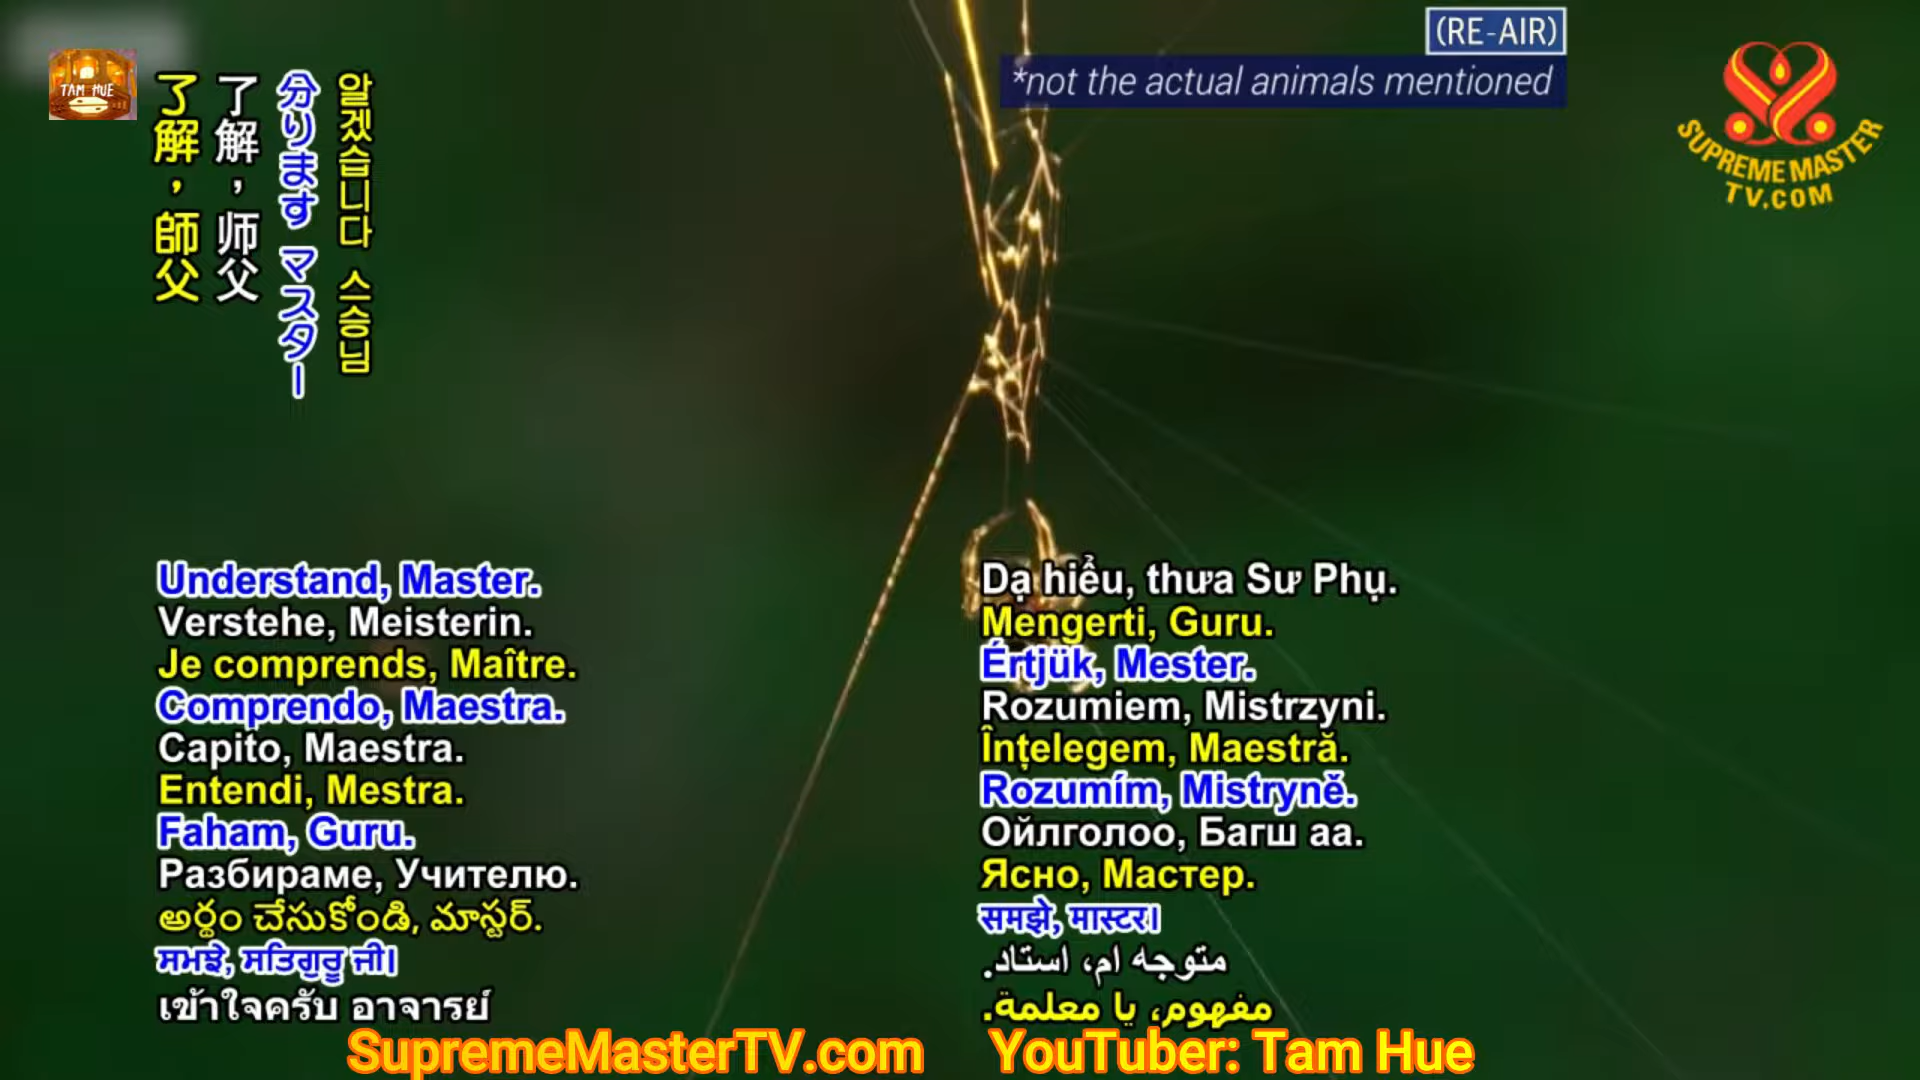 (RE-AIR)
*not the actual animals mentioned
TAM HUE
SUPREME MASTER
TV.COM
了解，師父
了解，师父
分ります マスター
알겠습니다 스승님
Understand, Master.
Verstehe, Meisterin.
Je comprends, Maître.
Comprendo, Maestra.
Capito, Maestra.
Entendi, Mestra.
Faham, Guru.
Разбираме, Учителю.
అర్థం చేసుకోండి, మాస్టర్.
ਸਮਝੇ, ਸਤਿਗੁਰੂ ਜੀ।
เข้าใจครับ อาจารย์
Dạ hiểu, thưa Sư Phụ.
Mengerti, Guru.
Értjük, Mester.
Rozumiem, Mistrzyni.
Înțelegem, Maestră.
Rozumím, Mistryně.
Ойлголоо, Багш аа.
Ясно, Мастер.
समझे, मास्टर।
متوجه ام، استاد.
مفهوم، يا معلمة.
SupremeMasterTV.com YouTuber: Tam Hue